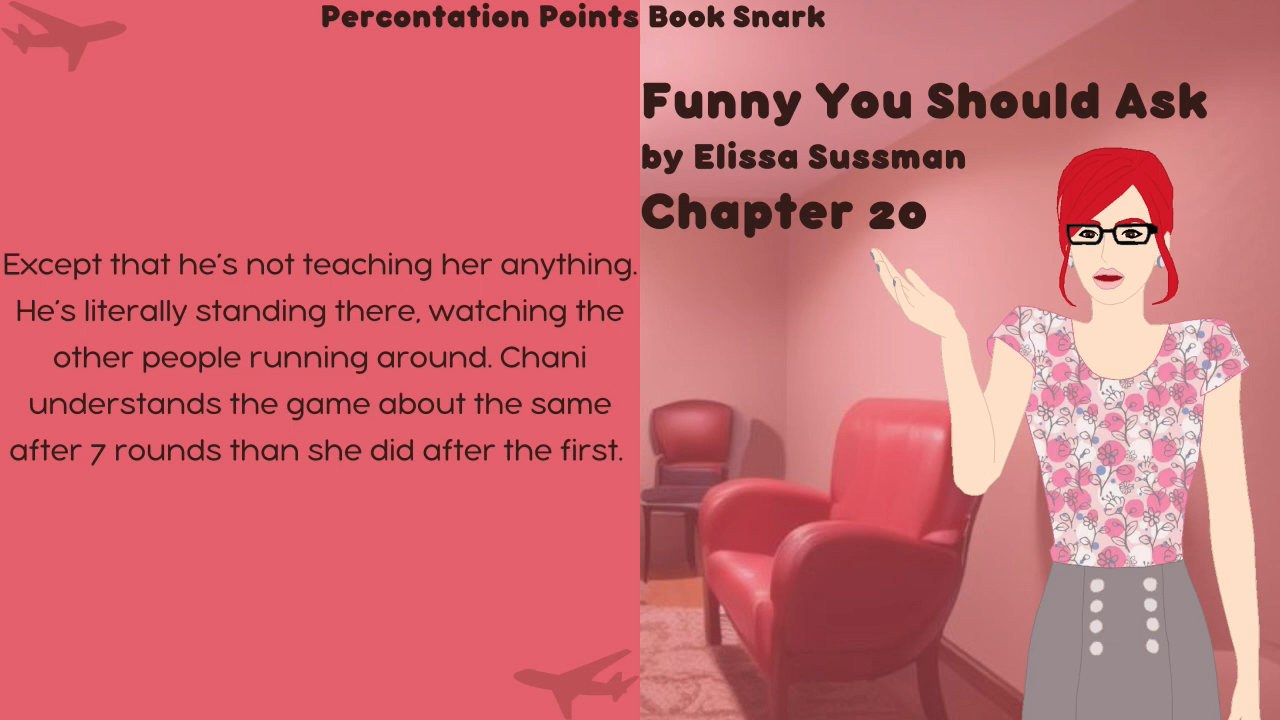 Percontation Points Book Snark
Funny You Should Ask
by Elissa Sussman
Chapter 20
Except that he's not teaching her anything.
He's literally standing there, watching the
other people running around. Chani
understands the game about the same
after 7 rounds than she did after the first.